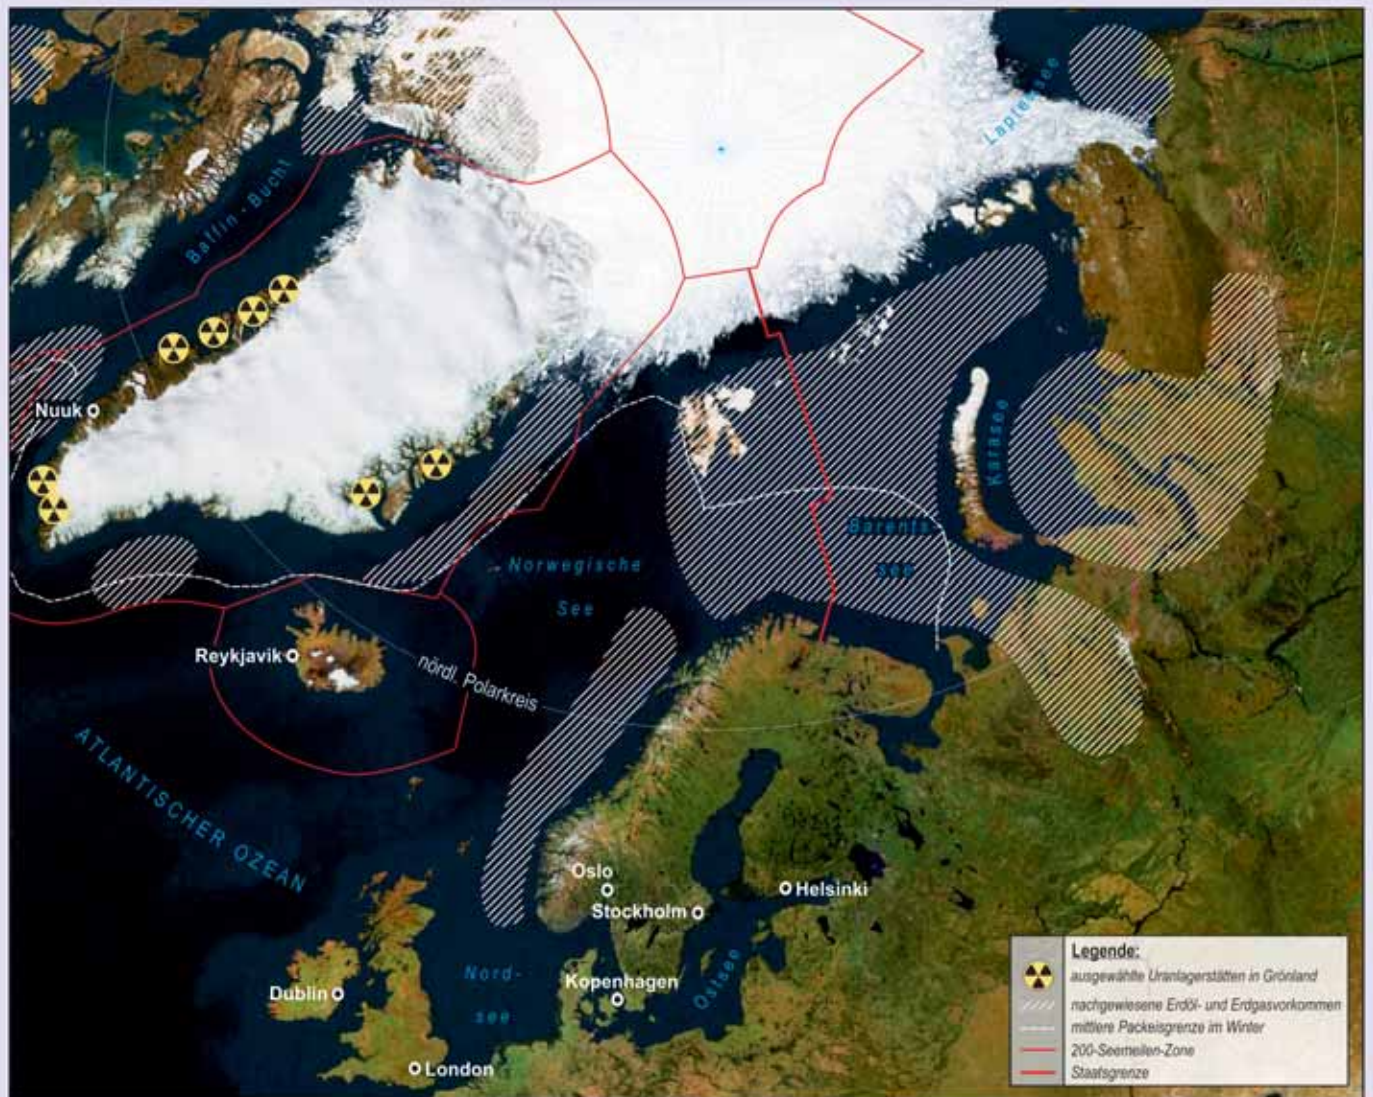 Laptewsee
Baffin-Bucht
Nuuk
Karasee
Barents-
see
Norwegische
See
Reykjavik
nördl. Polarkreis
ATLANTISCHER OZEAN
Oslo
Helsinki
Stockholm
Ostsee
Nord-
see
Kopenhagen
Dublin
London
Legende:
ausgewählte Uranlagerstätten in Grönland
nachgewiesene Erdöl- und Erdgasvorkommen
mittlere Packeisgrenze im Winter
200-Seemeilen-Zone
Staatsgrenze